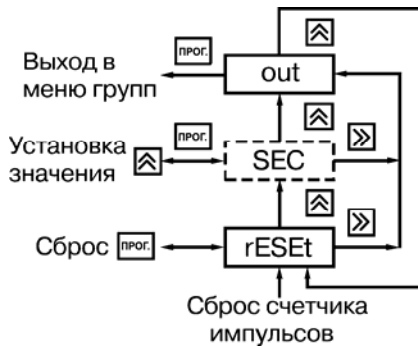 ПРОГ.
Выход в
меню групп
out
ПРОГ.
Установка
значения
SEC
Сброс
ПРОГ.
rESEt
Сброс счетчика
импульсов